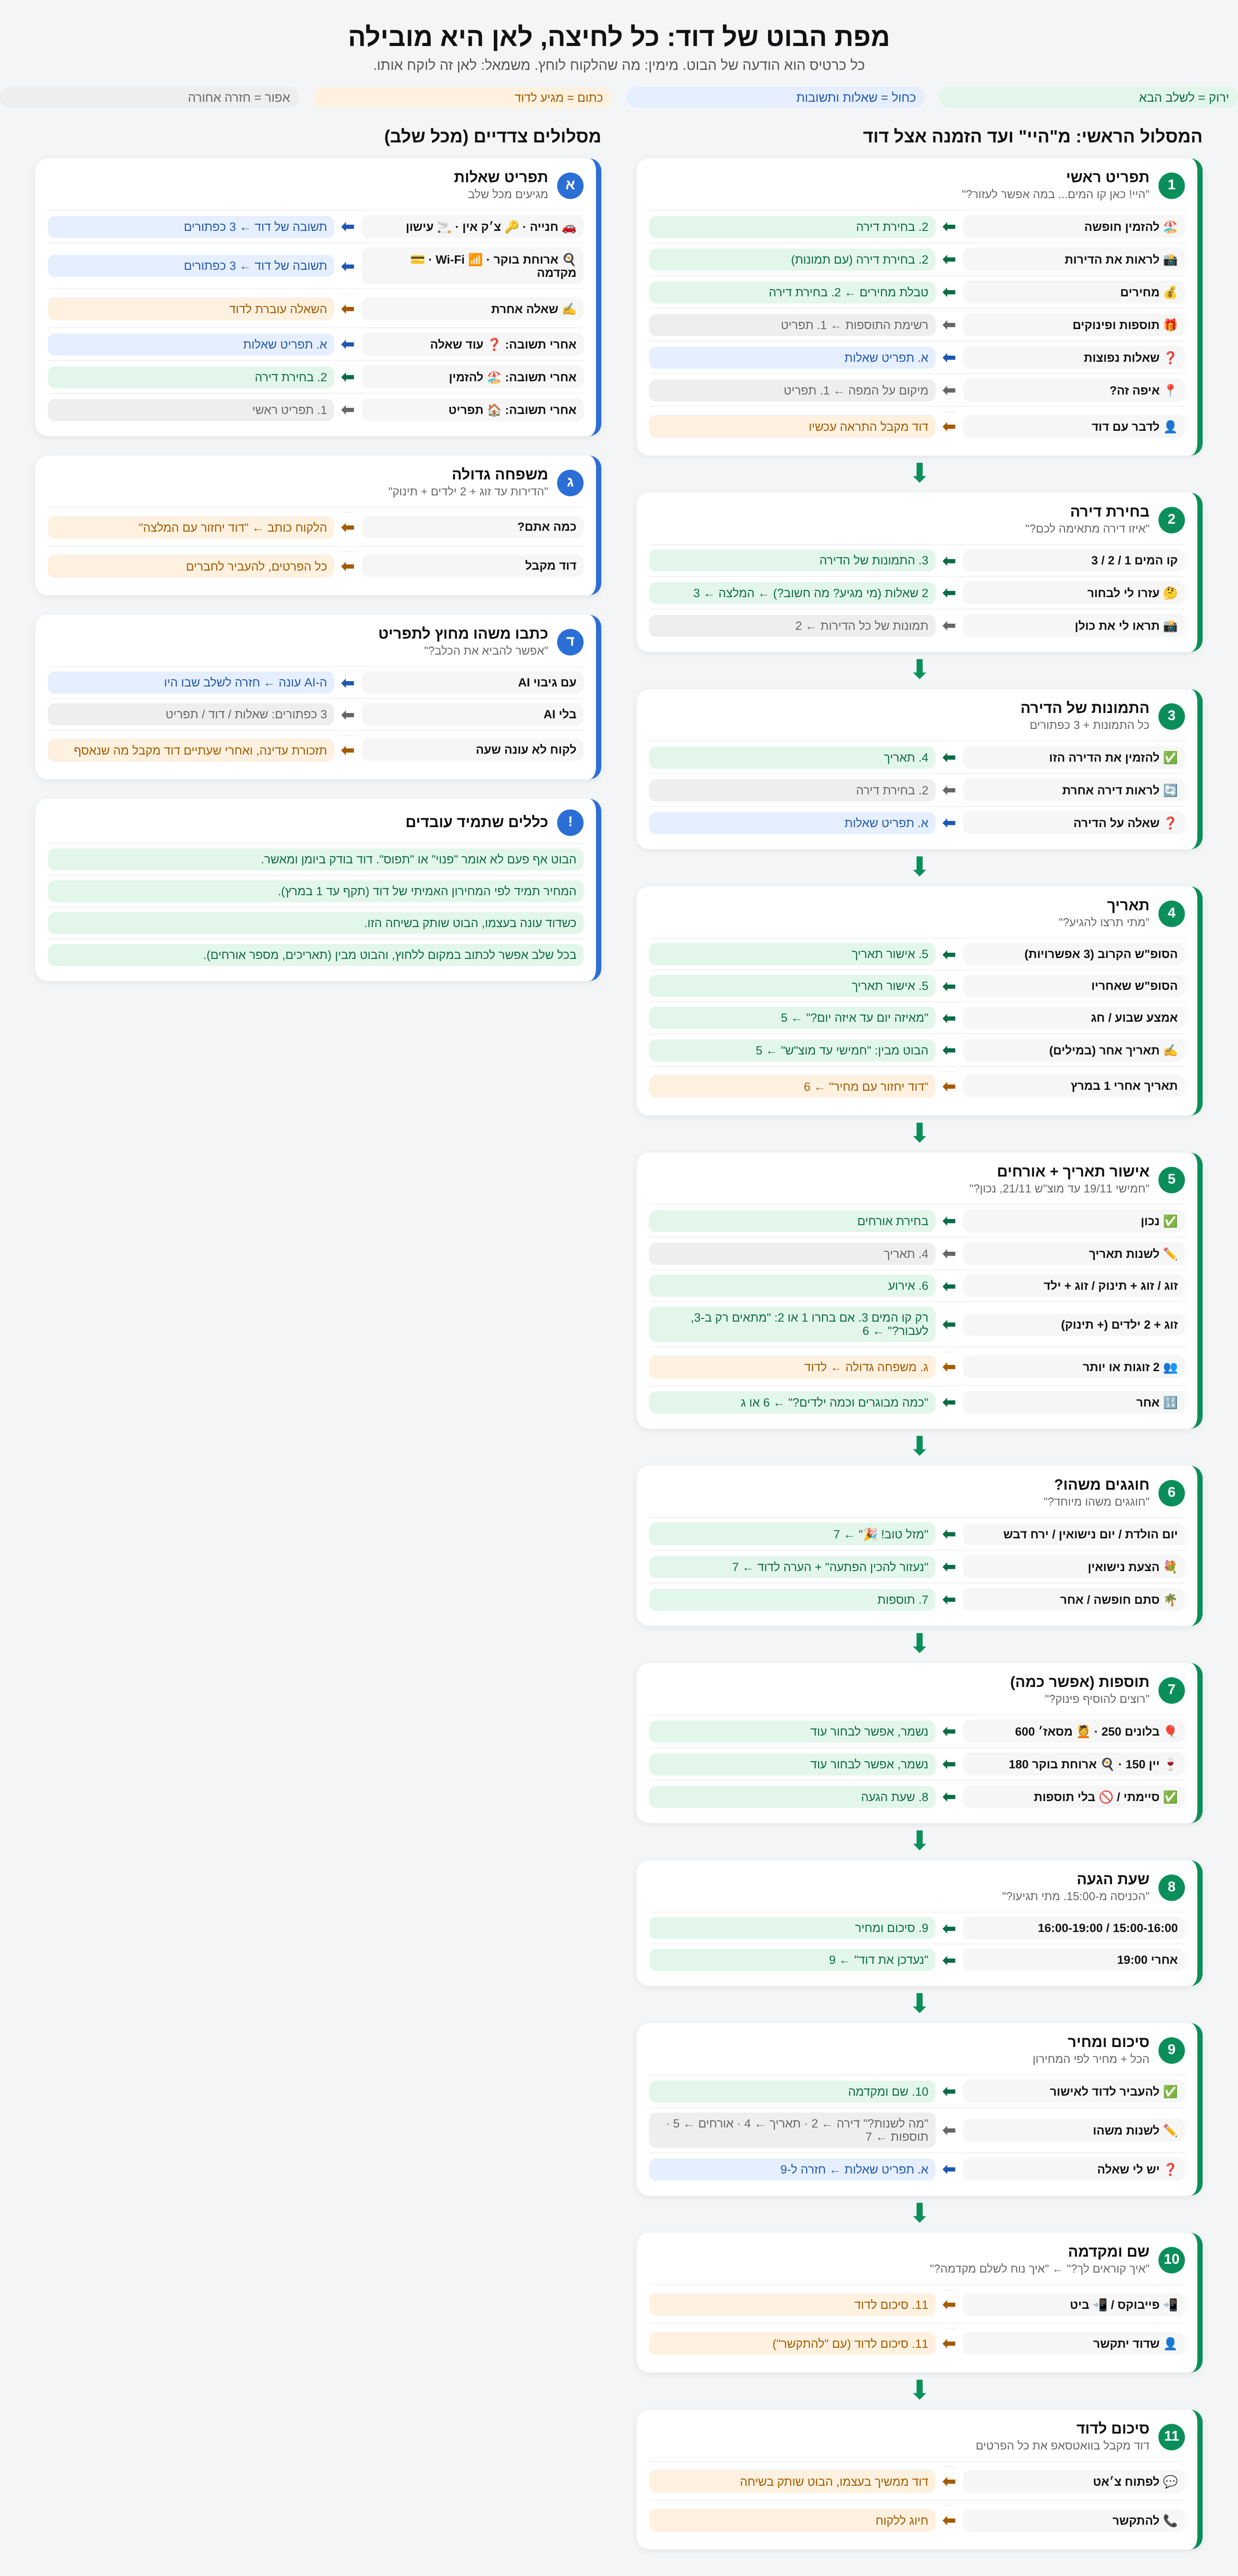 מפת הבוט של דוד: כל לחיצה, לאן היא מובילה
כל כרטיס הוא הודעה של הבוט. מימין: מה שהלקוח לוחץ. משמאל: לאן זה לוקח אותו.
ירוק = לשלב הבא
כחול = שאלות ותשובות
כתום = מגיע לדוד
אפור = חזרה אחורה
המסלול הראשי: מ"היי" ועד הזמנה אצל דוד
1
תפריט ראשי
"היי! כאן קו המים... במה אפשר לעזור?"
🏖️ להזמין חופשה ⬅ 2. בחירת דירה
📸 לראות את הדירות ⬅ 2. בחירת דירה (עם תמונות)
💰 מחירים ⬅ טבלת מחירים ← 2. בחירת דירה
🎁 תוספות ופינוקים ⬅ רשימת התוספות ← 1. תפריט
❓ שאלות נפוצות ⬅ א. תפריט שאלות
📍 איפה זה? ⬅ מיקום על המפה ← 1. תפריט
👤 לדבר עם דוד ⬅ דוד מקבל התראה עכשיו
⬇
2
בחירת דירה
"איזו דירה מתאימה לכם?"
קו המים 1 / 2 / 3 ⬅ 3. התמונות של הדירה
🤔 עזרו לי לבחור ⬅ 2 שאלות (מי מגיע? מה חשוב?) ← המלצה ← 3
📸 תראו לי את כולן ⬅ תמונות של כל הדירות ← 2
⬇
3
התמונות של הדירה
כל התמונות + 3 כפתורים
✅ להזמין את הדירה הזו ⬅ 4. תאריך
🔄 לראות דירה אחרת ⬅ 2. בחירת דירה
❓ שאלה על הדירה ⬅ א. תפריט שאלות
⬇
4
תאריך
"מתי תרצו להגיע?"
הסופ"ש הקרוב (3 אפשרויות) ⬅ 5. אישור תאריך
הסופ"ש שאחריו ⬅ 5. אישור תאריך
אמצע שבוע / חג ⬅ "מאיזה יום עד איזה יום?" ← 5
✍️ תאריך אחר (במילים) ⬅ הבוט מבין: "חמישי עד מוצ"ש" ← 5
תאריך אחרי 1 במרץ ⬅ "דוד יחזור עם מחיר" ← 6
⬇
5
אישור תאריך + אורחים
"חמישי 19/11 עד מוצ"ש 21/11, נכון?"
✅ נכון ⬅ בחירת אורחים
✏️ לשנות תאריך ⬅ 4. תאריך
זוג / זוג + תינוק / זוג + ילד ⬅ 6. אירוע
זוג + 2 ילדים (+ תינוק) ⬅ רק קו המים 3. אם בחרו 1 או 2: "מתאים רק ב-3,
לעבור?" ← 6
👥 2 זוגות או יותר ⬅ ג. משפחה גדולה ← לדוד
🔢 אחר ⬅ "כמה מבוגרים וכמה ילדים?" ← 6 או ג
⬇
6
חוגגים משהו?
"חוגגים משהו מיוחד?"
יום הולדת / יום נישואין / ירח דבש ⬅ "מזל טוב! 🎉" ← 7
💐 הצעת נישואין ⬅ "נעזור להכין הפתעה" + הערה לדוד ← 7
🌴 סתם חופשה / אחר ⬅ 7. תוספות
⬇
7
תוספות (אפשר כמה)
"רוצים להוסיף פינוק?"
🎈 בלונים 250 · 💆 מסאז׳ 600 ⬅ נשמר, אפשר לבחור עוד
🍷 יין 150 · 🍳 ארוחת בוקר 180 ⬅ נשמר, אפשר לבחור עוד
✅ סיימתי / 🚫 בלי תוספות ⬅ 8. שעת הגעה
⬇
8
שעת הגעה
"הכניסה מ-15:00. מתי תגיעו?"
15:00-16:00 / 16:00-19:00 ⬅ 9. סיכום ומחיר
אחרי 19:00 ⬅ "נעדכן את דוד" ← 9
⬇
9
סיכום ומחיר
הכל + מחיר לפי המחירון
✅ להעביר לדוד לאישור ⬅ 10. שם ומקדמה
✏️ לשנות משהו ⬅ "מה לשנות?" דירה ← 2 · תאריך ← 4 · אורחים ← 5 ·
תוספות ← 7
❓ יש לי שאלה ⬅ א. תפריט שאלות ← חזרה ל-9
⬇
10
שם ומקדמה
"איך קוראים לך?" ← "איך נוח לשלם מקדמה?"
📲 פייבוקס / 📲 ביט ⬅ 11. סיכום לדוד
👤 שדוד יתקשר ⬅ 11. סיכום לדוד (עם "להתקשר")
⬇
11
סיכום לדוד
דוד מקבל בוואטסאפ את כל הפרטים
💬 לפתוח צ׳אט ⬅ דוד ממשיך בעצמו, הבוט שותק בשיחה
📞 להתקשר ⬅ חיוג ללקוח
מסלולים צדדיים (מכל שלב)
א
תפריט שאלות
מגיעים מכל שלב
🚗 חנייה · 🔑 צ׳ק אין · 🚬 עישון ⬅ תשובה של דוד ← 3 כפתורים
🍳 ארוחת בוקר · 📶 Wi-Fi · 💳
מקדמה ⬅ תשובה של דוד ← 3 כפתורים
✍️ שאלה אחרת ⬅ השאלה עוברת לדוד
אחרי תשובה: ❓ עוד שאלה ⬅ א. תפריט שאלות
אחרי תשובה: 🏖️ להזמין ⬅ 2. בחירת דירה
אחרי תשובה: 🏠 תפריט ⬅ 1. תפריט ראשי
ג
משפחה גדולה
"הדירות עד זוג + 2 ילדים + תינוק"
כמה אתם? ⬅ הלקוח כותב ← "דוד יחזור עם המלצה"
דוד מקבל ⬅ כל הפרטים, להעביר לחברים
ד
כתבו משהו מחוץ לתפריט
"אפשר להביא את הכלב?"
עם גיבוי AI ⬅ ה-AI עונה ← חזרה לשלב שבו היו
בלי AI ⬅ 3 כפתורים: שאלות / דוד / תפריט
לקוח לא עונה שעה ⬅ תזכורת עדינה, ואחרי שעתיים דוד מקבל מה שנאסף
!
כללים שתמיד עובדים
הבוט אף פעם לא אומר "פנוי" או "תפוס". דוד בודק ביומן ומאשר.
המחיר תמיד לפי המחירון האמיתי של דוד (תקף עד 1 במרץ).
כשדוד עונה בעצמו, הבוט שותק בשיחה הזו.
בכל שלב אפשר לכתוב במקום ללחוץ, והבוט מבין (תאריכים, מספר אורחים).